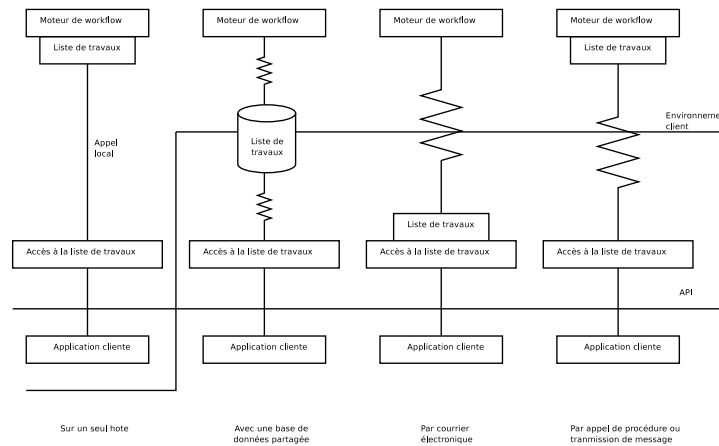 Moteur de workflow
Moteur de workflow
Moteur de workflow
Moteur de workflow
Liste de travaux
Liste de travaux
Appel
local
Liste de
travaux
Environneme
client
Liste de travaux
Accès à la liste de travaux
Accès à la liste de travaux
Accès à la liste de travaux
Accès à la liste de travaux
API
Application cliente
Application cliente
Application cliente
Application cliente
Sur un seul hote
Avec une base de
données partagée
Par courrier
électronique
Par appel de procédure ou
tranmission de message